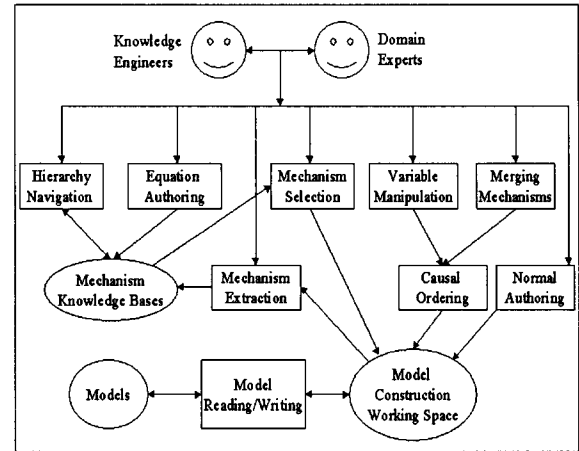 Knowledge
Engineers
Domain
Experts
Hierarchy
Navigation
Equation
Authoring
Mechanism
Selection
Variable
Manipulation
Merging
Mechanisms
Mechanism
Knowledge Bases
Mechanism
Extraction
Causal
Ordering
Normal
Authoring
Models
Model
Reading/Writing
Model
Construction
Working Space